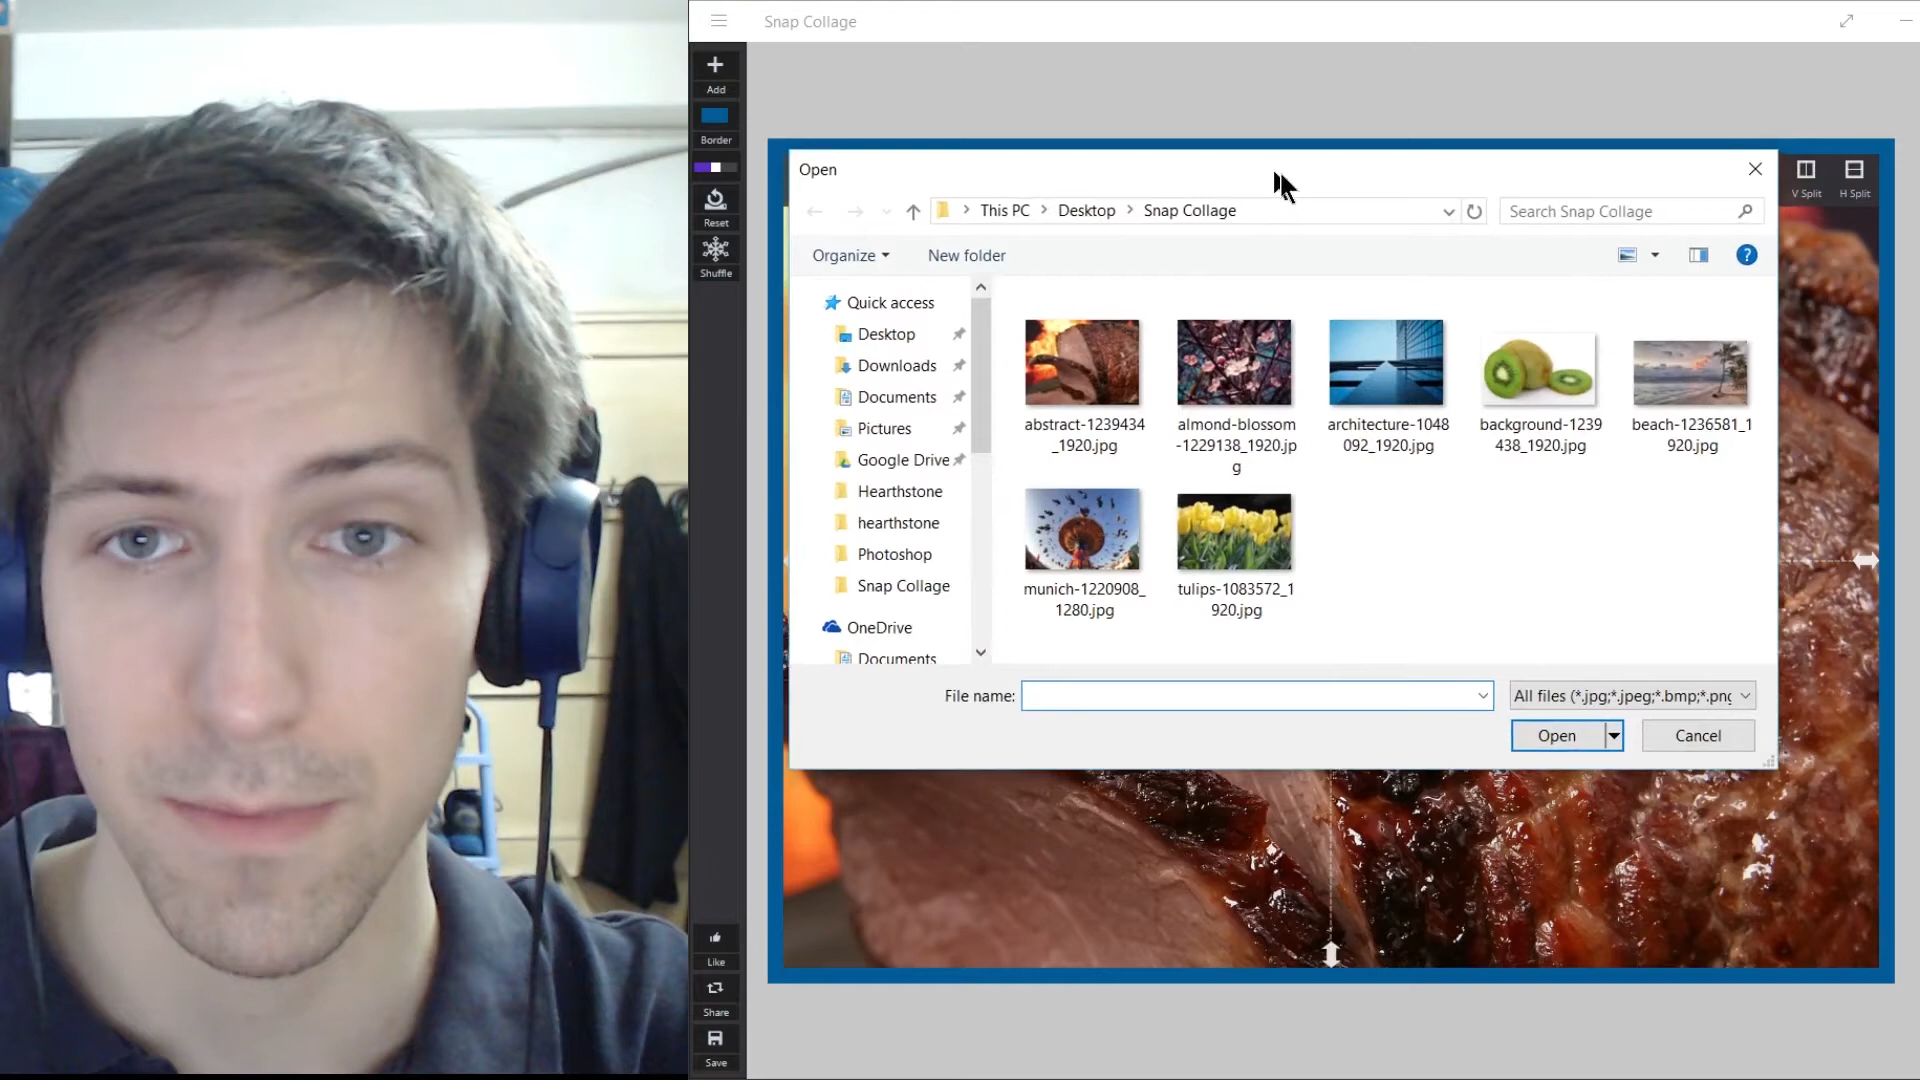 Snap Collage
Add
Border
Reset
Shuffle
Like
Share
Save
V Split
H Split
Open
This PC
Desktop
Snap Collage
Search Snap Collage
Organize
New folder
Quick access
Desktop
Downloads
Documents
Pictures
Google Drive
Hearthstone
hearthstone
Photoshop
Snap Collage
OneDrive
Documents
abstract-1239434
_1920.jpg
almond-blossom
-1229138_1920.jp
g
architecture-1048
092_1920.jpg
background-1239
438_1920.jpg
beach-1236581_1
920.jpg
munich-1220908_
1280.jpg
tulips-1083572_1
920.jpg
File name:
All files (*.jpg;*.jpeg;*.bmp;*.png
Open
Cancel